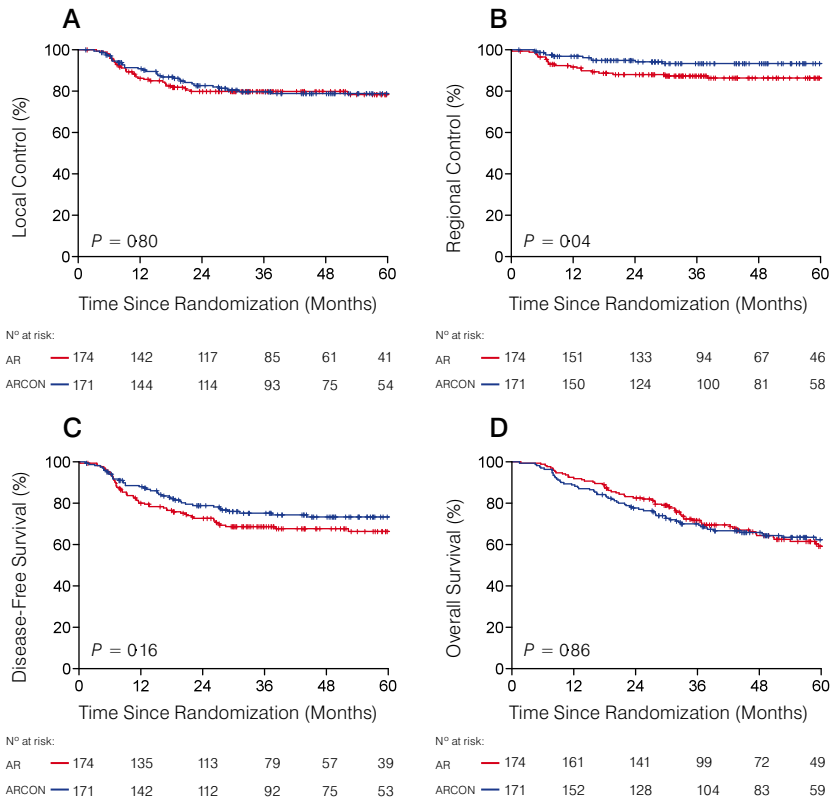 A
Local Control (%)
100
80
60
40
20
0
P = 0·80
0 12 24 36 48 60
Time Since Randomization (Months)
Nº at risk:
AR 174 142 117 85 61 41
ARCON 171 144 114 93 75 54
B
Regional Control (%)
100
80
60
40
20
0
P = 0·04
0 12 24 36 48 60
Time Since Randomization (Months)
Nº at risk:
AR 174 151 133 94 67 46
ARCON 171 150 124 100 81 58
C
Disease-Free Survival (%)
100
80
60
40
20
0
P = 0·16
0 12 24 36 48 60
Time Since Randomization (Months)
Nº at risk:
AR 174 135 113 79 57 39
ARCON 171 142 112 92 75 53
D
Overall Survival (%)
100
80
60
40
20
0
P = 0·86
0 12 24 36 48 60
Time Since Randomization (Months)
Nº at risk:
AR 174 161 141 99 72 49
ARCON 171 152 128 104 83 59